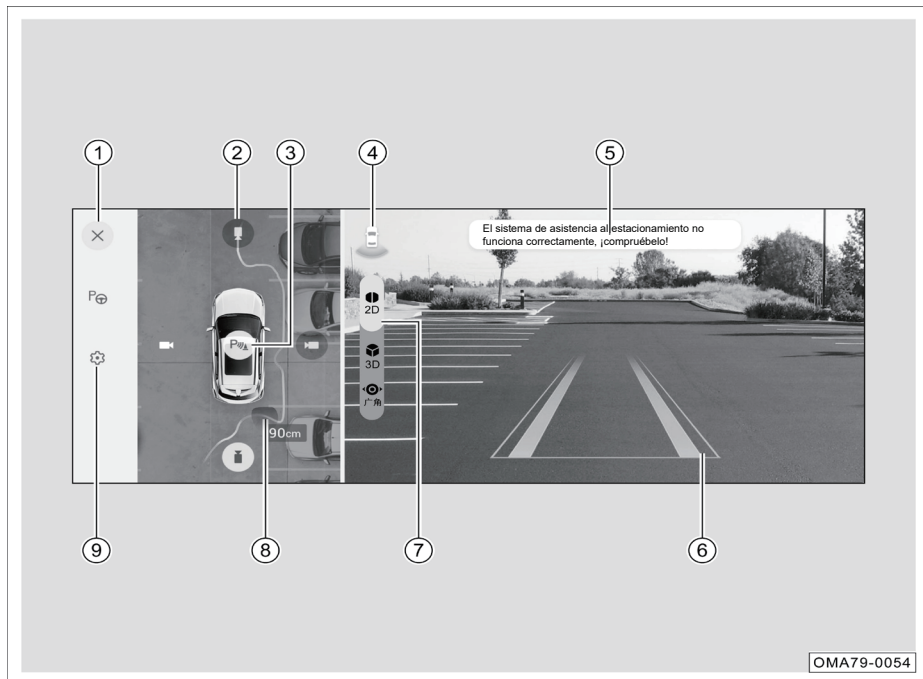 1
2
3
4
5
El sistema de asistencia al estacionamiento no
funciona correctamente, ¡compruébelo!
P
P
2D
3D
广角
90cm
9
8
7
6
OMA79-0054